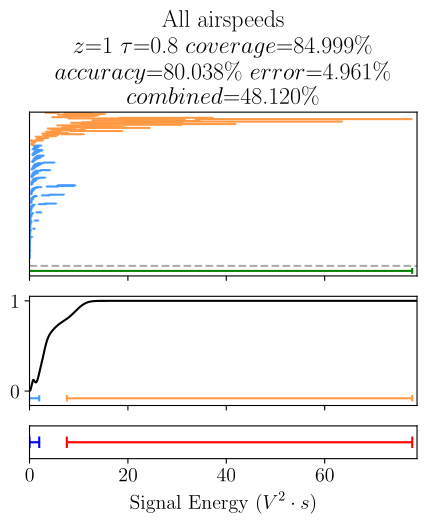 All airspeeds
z=1 τ=0.8 coverage=84.999%
accuracy=80.038% error=4.961%
combined=48.120%
1
0
0 20 40 60
Signal Energy (V² · s)